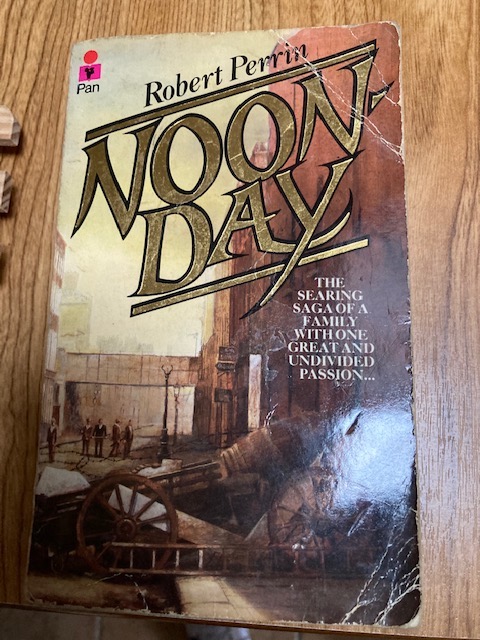 Pan
Robert Perrin
NOON-
DAY
THE
SEARING
SAGA OF A
FAMILY
WITH ONE
GREAT AND
UNDIVIDED
PASSION...